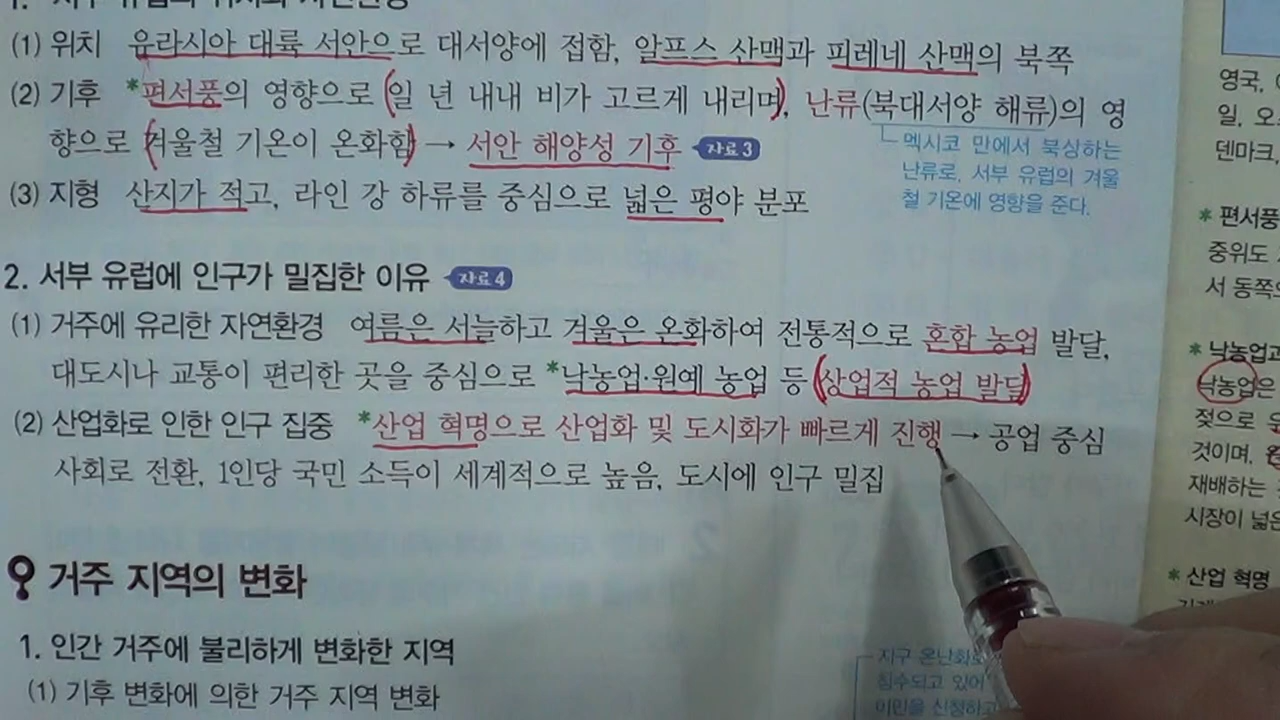 (1) 위치 유라시아 대륙 서안으로 대서양에 접함, 알프스 산맥과 피레네 산맥의 북쪽
(2) 기후 *편서풍의 영향으로 (일 년 내내 비가 고르게 내리며), 난류(북대서양 해류)의 영
향으로 (겨울철 기온이 온화함) → 서안 해양성 기후 자료3
멕시코 만에서 북상하는
난류로, 서부 유럽의 겨울
철 기온에 영향을 준다.
(3) 지형 산지가 적고, 라인 강 하류를 중심으로 넓은 평야 분포
2. 서부 유럽에 인구가 밀집한 이유 자료4
(1) 거주에 유리한 자연환경 여름은 서늘하고 겨울은 온화하여 전통적으로 혼합 농업 발달,
대도시나 교통이 편리한 곳을 중심으로 *낙농업·원예 농업 등 (상업적 농업 발달)
(2) 산업화로 인한 인구 집중 *산업 혁명으로 산업화 및 도시화가 빠르게 진행 → 공업 중심
사회로 전환, 1인당 국민 소득이 세계적으로 높음, 도시에 인구 밀집
거주 지역의 변화
1. 인간 거주에 불리하게 변화한 지역
(1) 기후 변화에 의한 거주 지역 변화
지구 온난화로
침수되고 있어
이민을 신청하고
영국,
일, 오
덴마크,
* 편서풍
중위도
서 동쪽
* 낙농업과
낙농업은
젖으로
것이며,
재배하는
시장이 넓은
* 산업 혁명